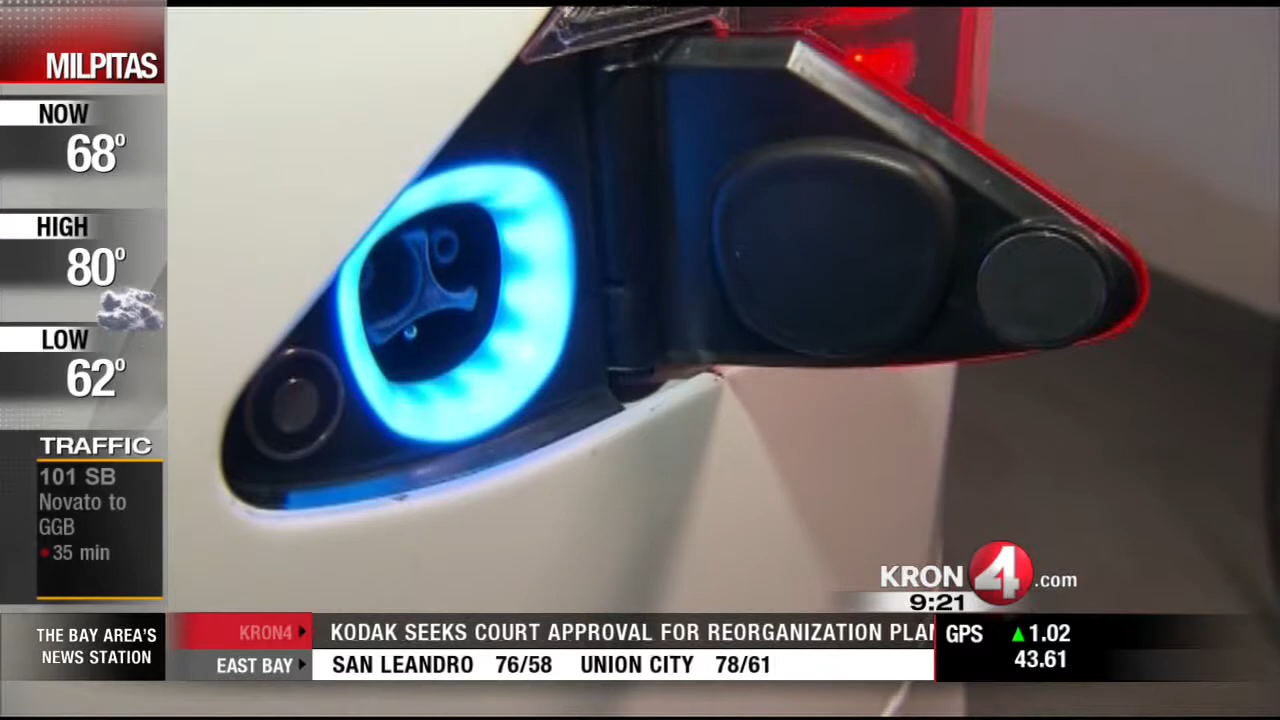 MILPITAS
NOW
68°
HIGH
80°
LOW
62°
TRAFFIC
101 SB
Novato to
GGB
35 min
THE BAY AREA'S
NEWS STATION
KRON 4 .com
9:21
KRON4
KODAK SEEKS COURT APPROVAL FOR REORGANIZATION
EAST BAY
SAN LEANDRO 76/58 UNION CITY 78/61
GPS ▲1.02
43.61